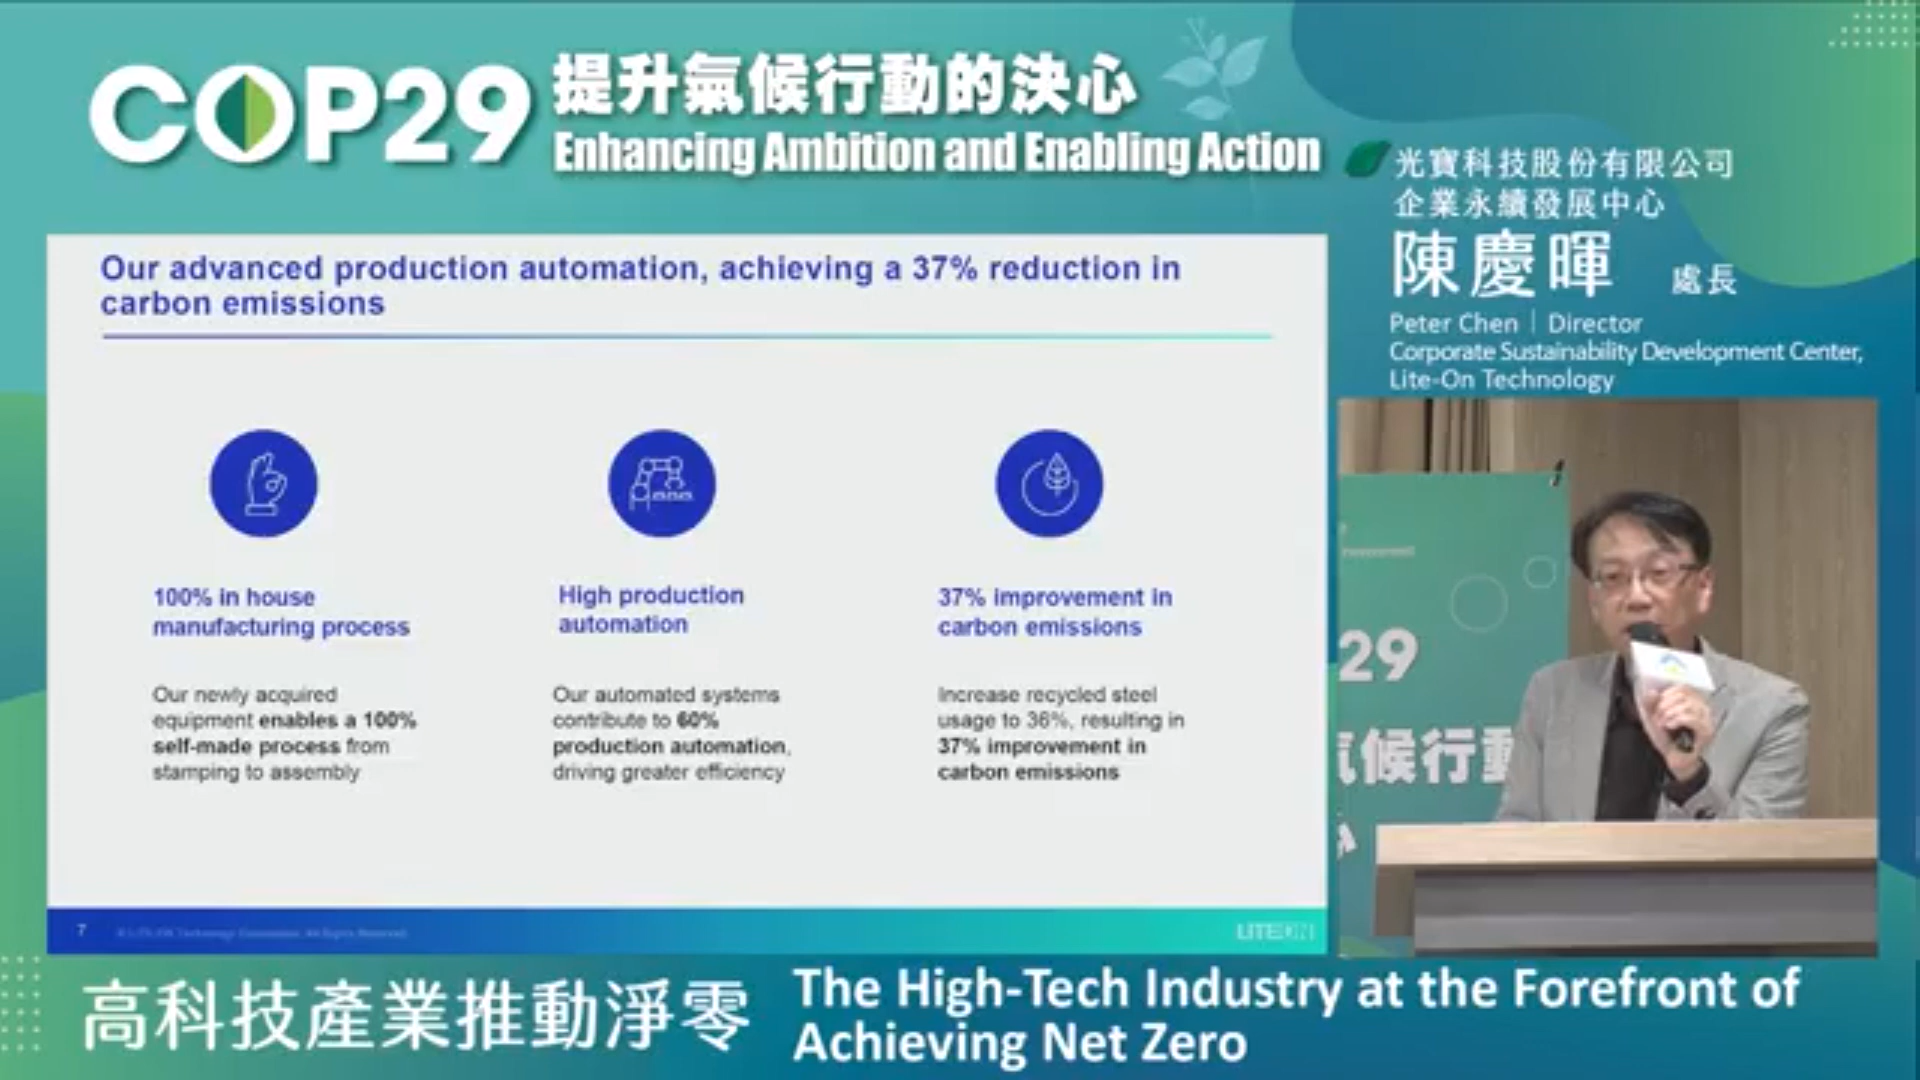 COP29
提升氣候行動的決心
Enhancing Ambition and Enabling Action
光寶科技股份有限公司
企業永續發展中心
陳慶暉 處長
Peter Chen | Director
Corporate Sustainability Development Center,
Lite-On Technology
Our advanced production automation, achieving a 37% reduction in
carbon emissions
100% in house
manufacturing process
Our newly acquired
equipment enables a 100%
self-made process from
stamping to assembly
High production
automation
Our automated systems
contribute to 60%
production automation,
driving greater efficiency
37% improvement in
carbon emissions
Increase recycled steel
usage to 36%, resulting in
37% improvement in
carbon emissions
7
LITEON
29
候行動
高科技產業推動淨零
The High-Tech Industry at the Forefront of
Achieving Net Zero